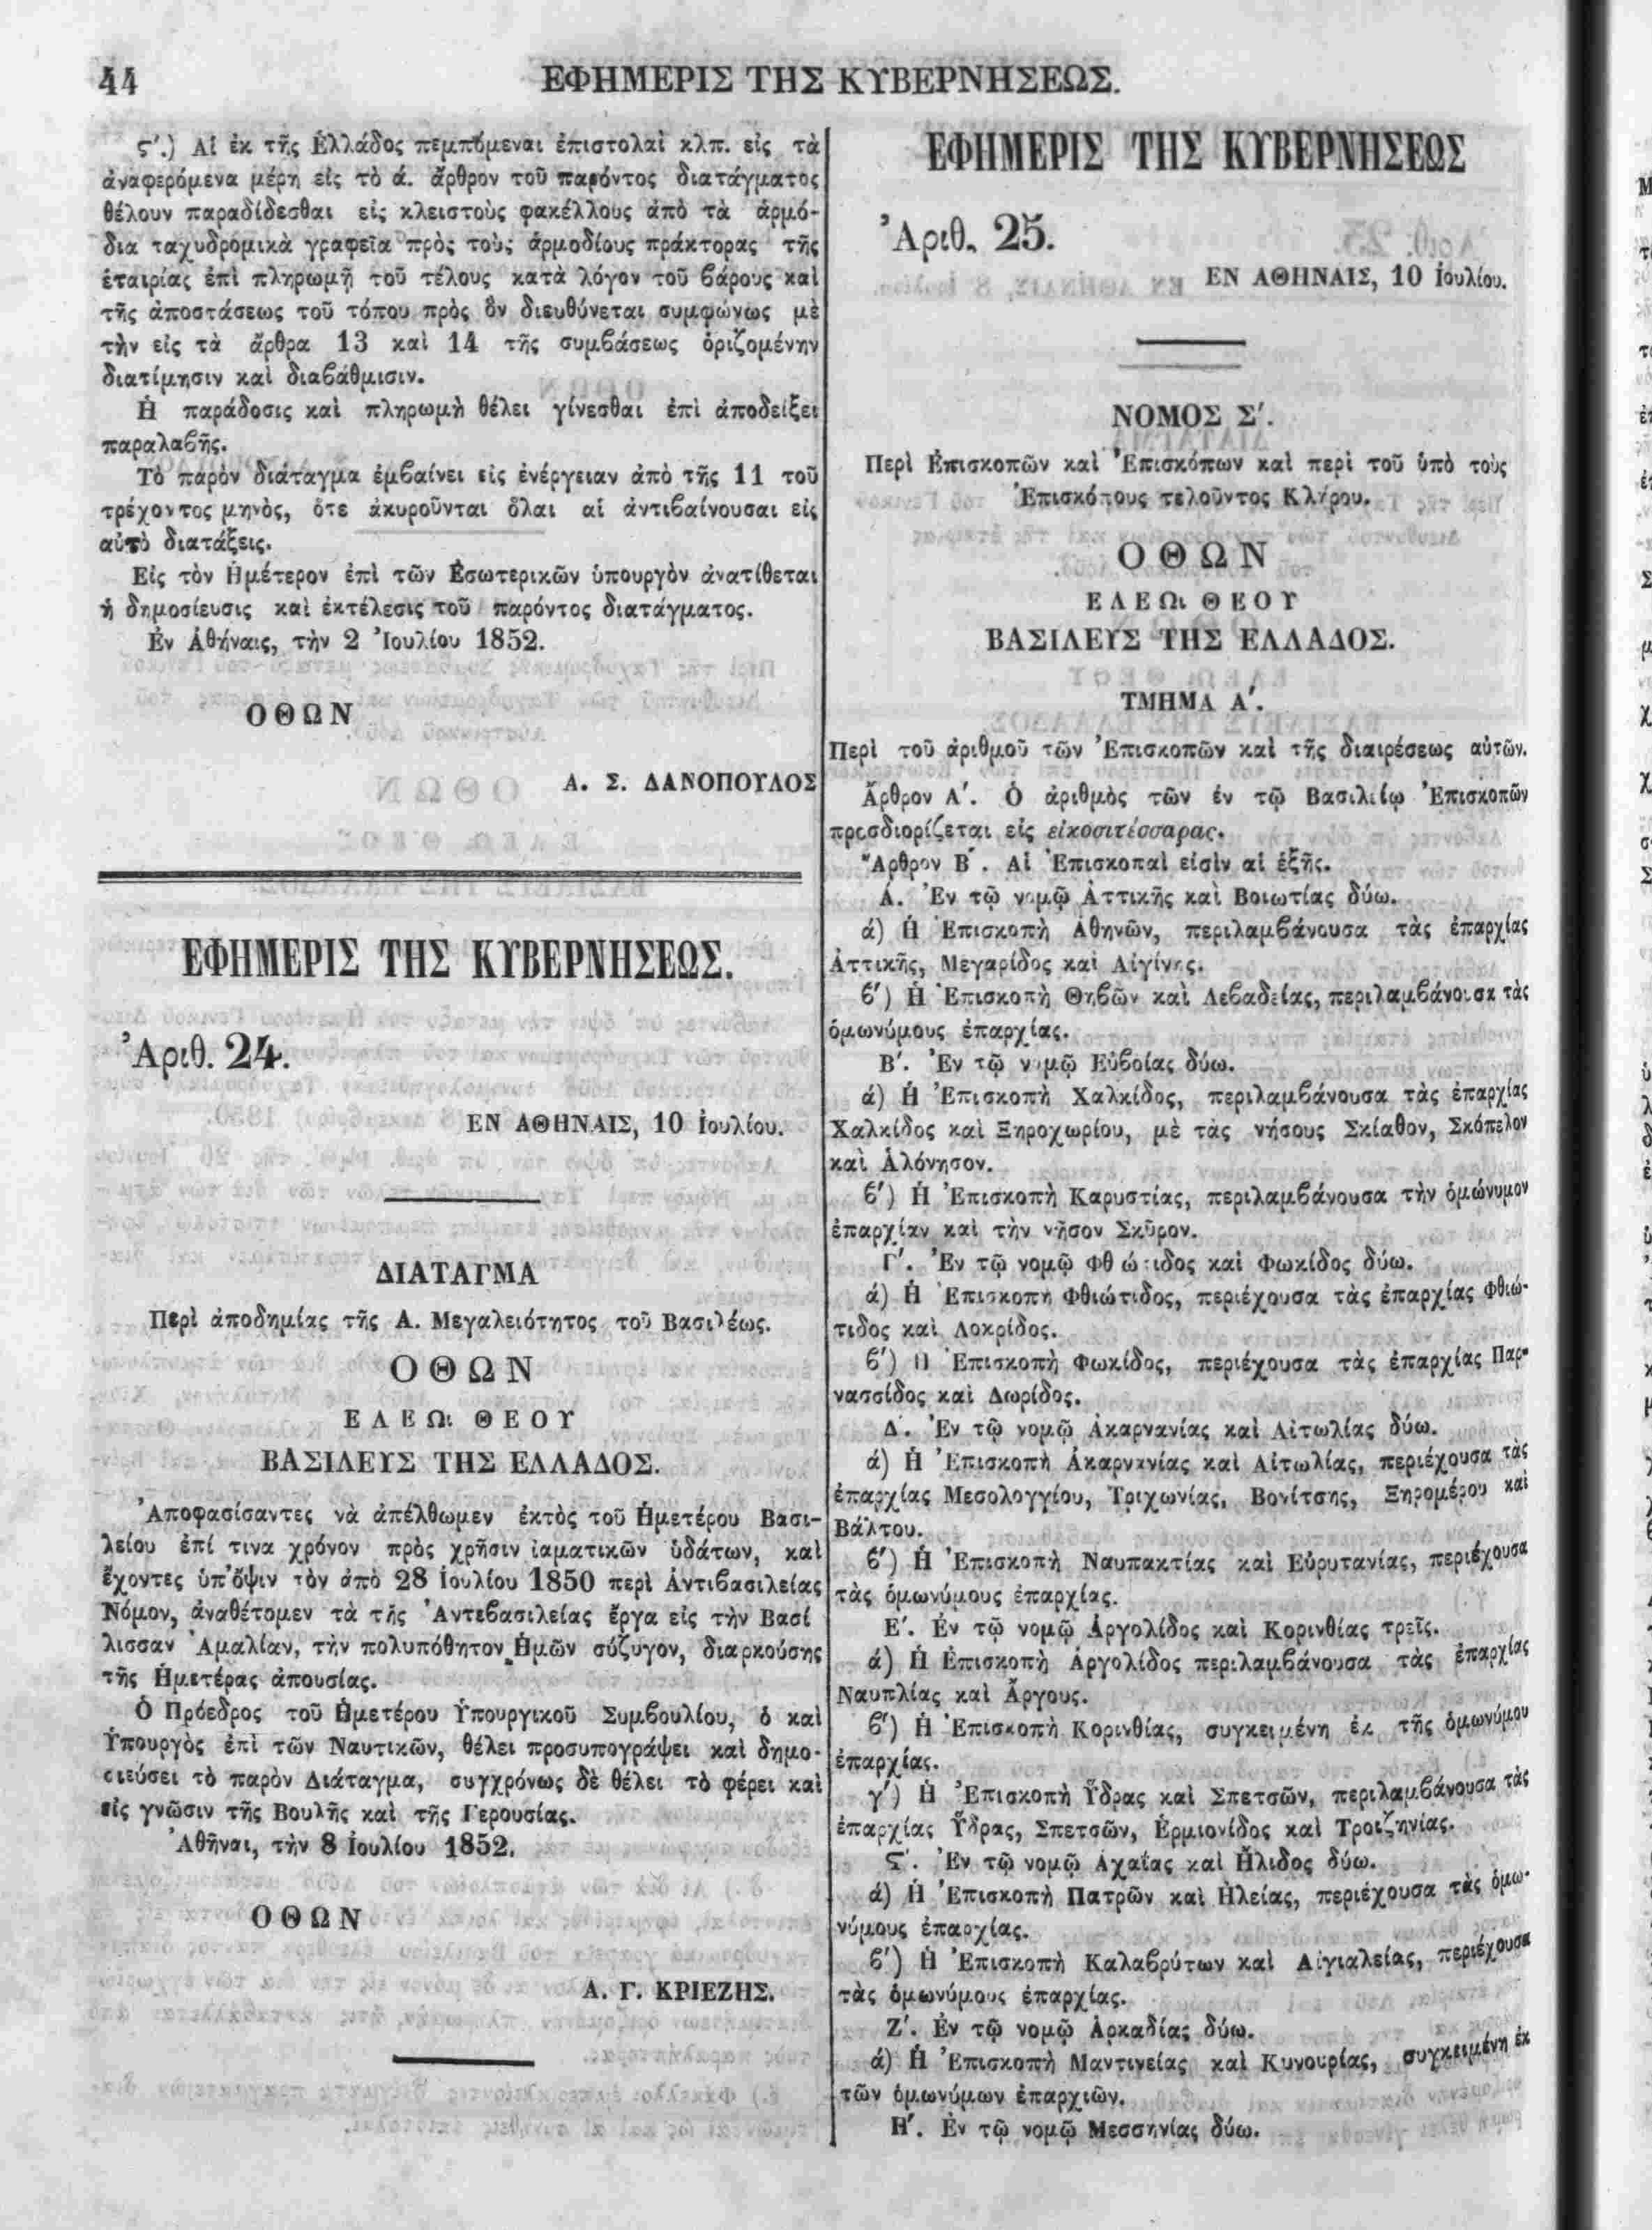 44
ΕΦΗΜΕΡΙΣ ΤΗΣ ΚΥΒΕΡΝΗΣΕΩΣ.
ς΄.) Αἱ ἐκ τῆς Ἑλλάδος πεμπόμεναι ἐπιστολαὶ κλπ. εἰς τὰ
ἀναφερόμενα μέρη εἰς τὸ ά. ἄρθρον τοῦ παρόντος διατάγματος
θέλουν παραδίδεσθαι εἰς κλειστοὺς φακέλλους ἀπὸ τὰ ἁρμό-
δια ταχυδρομικὰ γραφεῖα πρὸς τοὺς ἁρμοδίους πράκτορας τῆς
ἑταιρίας ἐπὶ πληρωμῇ τοῦ τέλους κατὰ λόγον τοῦ βάρους καὶ
τῆς ἀποστάσεως τοῦ τόπου πρὸς ὃν διευθύνεται συμφώνως μὲ
τὴν εἰς τὰ ἄρθρα 13 καὶ 14 τῆς συμβάσεως ὁριζομένην
διατίμησιν καὶ διαβάθμισιν.
Ἡ παράδοσις καὶ πληρωμὴ θέλει γίνεσθαι ἐπὶ ἀποδείξει
παραλαβῆς.
Τὸ παρὸν διάταγμα ἐμβαίνει εἰς ἐνέργειαν ἀπὸ τῆς 11 τοῦ
τρέχοντος μηνὸς, ὅτε ἀκυροῦνται ὅλαι αἱ ἀντιβαίνουσαι εἰς
αὐτὸ διατάξεις.
Εἰς τὸν Ἡμέτερον ἐπὶ τῶν Ἐσωτερικῶν ὑπουργὸν ἀνατίθεται
ἡ δημοσίευσις καὶ ἐκτέλεσις τοῦ παρόντος διατάγματος.
Ἐν Ἀθήναις, τὴν 2 Ἰουλίου 1852.
ΟΘΩΝ
Α. Σ. ΔΑΝΟΠΟΥΛΟΣ
ΕΦΗΜΕΡΙΣ ΤΗΣ ΚΥΒΕΡΝΗΣΕΩΣ.
Ἀριθ. 24.
ΕΝ ΑΘΗΝΑΙΣ, 10 Ἰουλίου.
ΔΙΑΤΑΓΜΑ
Περὶ ἀποδημίας τῆς Α. Μεγαλειότητος τοῦ Βασιλέως.
ΟΘΩΝ
ΕΛΕΩι ΘΕΟΥ
ΒΑΣΙΛΕΥΣ ΤΗΣ ΕΛΛΑΔΟΣ.
Ἀποφασίσαντες νὰ ἀπέλθωμεν ἐκτὸς τοῦ Ἡμετέρου Βασι-
λείου ἐπί τινα χρόνον πρὸς χρῆσιν ἰαματικῶν ὑδάτων, καὶ
ἔχοντες ὑπ' ὄψιν τὸν ἀπὸ 28 Ἰουλίου 1850 περὶ Ἀντιβασιλείας
Νόμον, ἀναθέτομεν τὰ τῆς Ἀντεβασιλείας ἔργα εἰς τὴν Βασί
λισσαν Ἀμαλίαν, τὴν πολυπόθητον Ἡμῶν σύζυγον, διαρκούσης
τῆς Ἡμετέρας ἀπουσίας.
Ὁ Πρόεδρος τοῦ Ἡμετέρου Ὑπουργικοῦ Συμβουλίου, ὁ καὶ
Ὑπουργὸς ἐπὶ τῶν Ναυτικῶν, θέλει προσυπογράψει καὶ δημο-
σιεύσει τὸ παρὸν Διάταγμα, συγχρόνως δὲ θέλει τὸ φέρει καὶ
εἰς γνῶσιν τῆς Βουλῆς καὶ τῆς Γερουσίας.
Ἀθῆναι, τὴν 8 Ἰουλίου 1852.
ΟΘΩΝ
Α. Γ. ΚΡΙΕΖΗΣ.
ΕΦΗΜΕΡΙΣ ΤΗΣ ΚΥΒΕΡΝΗΣΕΩΣ
Ἀριθ. 25.
ΕΝ ΑΘΗΝΑΙΣ, 10 Ἰουλίου.
ΝΟΜΟΣ Σ΄.
Περὶ Ἐπισκοπῶν καὶ Ἐπισκόπων καὶ περὶ τοῦ ὑπὸ τοὺς
Ἐπισκόπους τελοῦντος Κλήρου.
ΟΘΩΝ
ΕΛΕΩι ΘΕΟΥ
ΒΑΣΙΛΕΥΣ ΤΗΣ ΕΛΛΑΔΟΣ.
ΤΜΗΜΑ Α΄.
Περὶ τοῦ ἀριθμοῦ τῶν Ἐπισκοπῶν καὶ τῆς διαιρέσεως αὐτῶν.
Ἄρθρον Α΄. Ὁ ἀριθμὸς τῶν ἐν τῷ Βασιλείῳ Ἐπισκοπῶν
προσδιορίζεται εἰς εἰκοσιτέσσαρας.
Ἄρθρον Β΄. Αἱ Ἐπισκοπαὶ εἰσὶν αἱ ἑξῆς.
Α. Ἐν τῷ νομῷ Ἀττικῆς καὶ Βοιωτίας δύω.
ά) Ἡ Ἐπισκοπὴ Ἀθηνῶν, περιλαμβάνουσα τὰς ἐπαρχίας
Ἀττικῆς, Μεγαρίδος καὶ Αἰγίνης.
β΄) Ἡ Ἐπισκοπὴ Θηβῶν καὶ Λεβαδείας, περιλαμβάνουσα τὰς
ὁμωνύμους ἐπαρχίας.
Β΄. Ἐν τῷ νομῷ Εὐβοίας δύω.
ά) Ἡ Ἐπισκοπὴ Χαλκίδος, περιλαμβάνουσα τὰς ἐπαρχίας
Χαλκίδος καὶ Ξηροχωρίου, μὲ τὰς νήσους Σκίαθον, Σκόπελον
καὶ Ἁλόνησον.
β΄) Ἡ Ἐπισκοπὴ Καρυστίας, περιλαμβάνουσα τὴν ὁμώνυμον
ἐπαρχίαν καὶ τὴν νῆσον Σκῦρον.
Γ΄. Ἐν τῷ νομῷ Φθιώτιδος καὶ Φωκίδος δύω.
ά) Ἡ Ἐπισκοπὴ Φθιώτιδος, περιέχουσα τὰς ἐπαρχίας Φθιώ-
τιδος καὶ Λοκρίδος.
β΄) Ἡ Ἐπισκοπὴ Φωκίδος, περιέχουσα τὰς ἐπαρχίας Παρ-
νασσίδος καὶ Δωρίδος.
Δ΄. Ἐν τῷ νομῷ Ἀκαρνανίας καὶ Αἰτωλίας δύω.
ά) Ἡ Ἐπισκοπὴ Ἀκαρνανίας καὶ Αἰτωλίας, περιέχουσα τὰς
ἐπαρχίας Μεσολογγίου, Τριχωνίας, Βονίτσης, Ξηρομέρου καὶ
Βάλτου.
β΄) Ἡ Ἐπισκοπὴ Ναυπακτίας καὶ Εὐρυτανίας, περιέχουσα
τὰς ὁμωνύμους ἐπαρχίας.
Ε΄. Ἐν τῷ νομῷ Ἀργολίδος καὶ Κορινθίας τρεῖς.
ά) Ἡ Ἐπισκοπὴ Ἀργολίδος περιλαμβάνουσα τὰς ἐπαρχίας
Ναυπλίας καὶ Ἄργους.
β΄) Ἡ Ἐπισκοπὴ Κορινθίας, συγκειμένη ἐκ τῆς ὁμωνύμου
ἐπαρχίας.
γ΄) Ἡ Ἐπισκοπὴ Ὕδρας καὶ Σπετσῶν, περιλαμβάνουσα τὰς
ἐπαρχίας Ὕδρας, Σπετσῶν, Ἑρμιονίδος καὶ Τροιζηνίας.
ς΄. Ἐν τῷ νομῷ Ἀχαΐας καὶ Ἤλιδος δύω.
ά) Ἡ Ἐπισκοπὴ Πατρῶν καὶ Ἠλείας, περιέχουσα τὰς ὁμω-
νύμους ἐπαρχίας.
β΄) Ἡ Ἐπισκοπὴ Καλαβρύτων καὶ Αἰγιαλείας, περιέχουσα
τὰς ὁμωνύμους ἐπαρχίας.
Ζ΄. Ἐν τῷ νομῷ Ἀρκαδίας δύω.
ά) Ἡ Ἐπισκοπὴ Μαντινείας καὶ Κυνουρίας, συγκειμένη ἐκ
τῶν ὁμωνύμων ἐπαρχιῶν.
Η΄. Ἐν τῷ νομῷ Μεσσηνίας δύω.